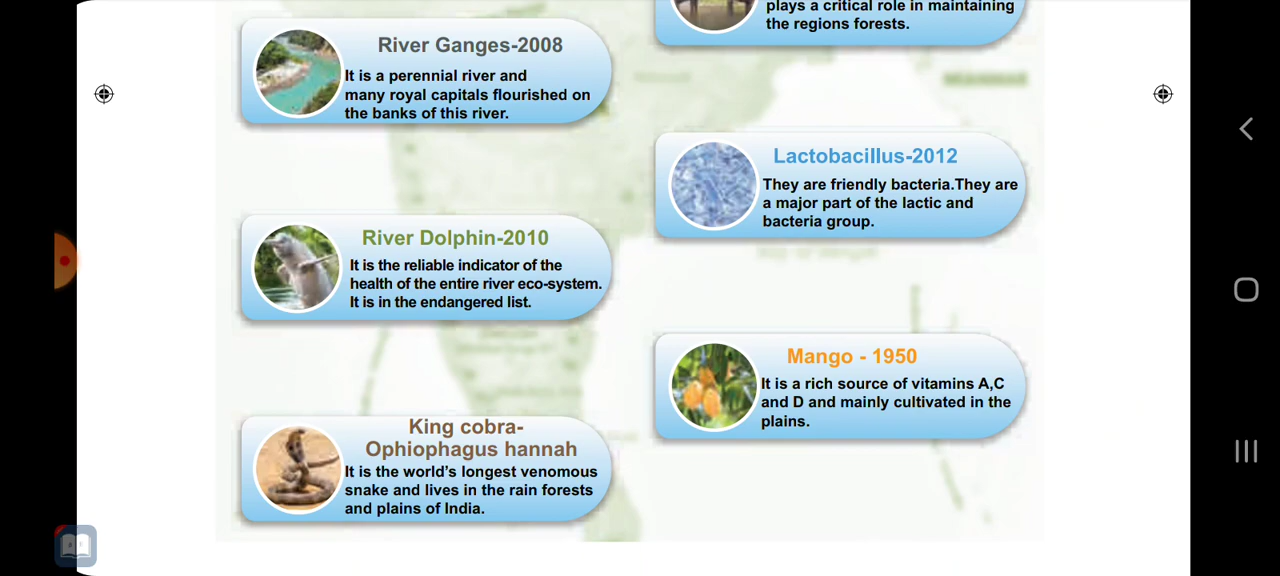 plays a critical role in maintaining
the regions forests.
River Ganges-2008
It is a perennial river and
many royal capitals flourished on
the banks of this river.
Lactobacillus-2012
They are friendly bacteria.They are
a major part of the lactic and
bacteria group.
River Dolphin-2010
It is the reliable indicator of the
health of the entire river eco-system.
It is in the endangered list.
Mango - 1950
It is a rich source of vitamins A,C
and D and mainly cultivated in the
plains.
King cobra-
Ophiophagus hannah
It is the world's longest venomous
snake and lives in the rain forests
and plains of India.